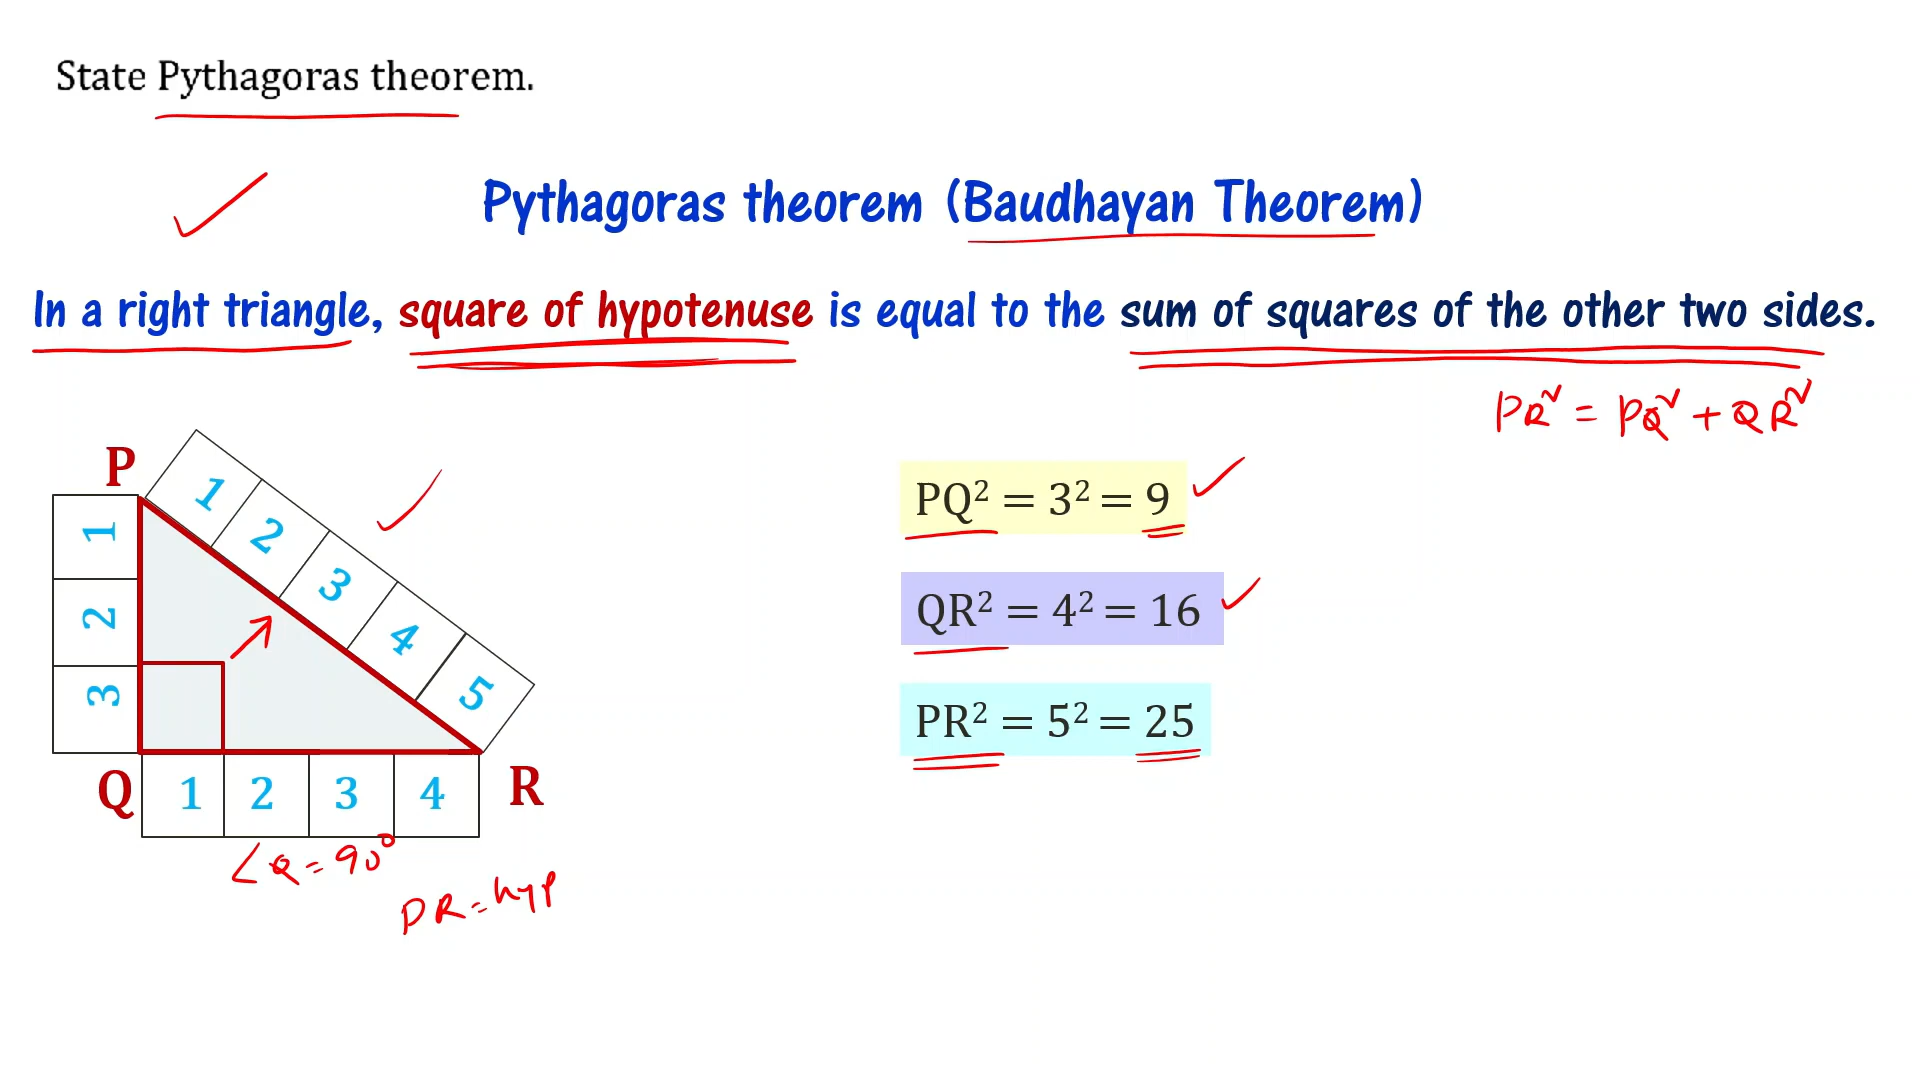 State Pythagoras theorem.
Pythagoras theorem (Baudhayan Theorem)
In a right triangle, square of hypotenuse is equal to the sum of squares of the other two sides.
PR² = PQ² + QR²
P
1
2
3
1
2
3
4
5
Q
1 2 3 4
R
∠Q = 90°
PR = hyp
PQ² = 3² = 9
QR² = 4² = 16
PR² = 5² = 25